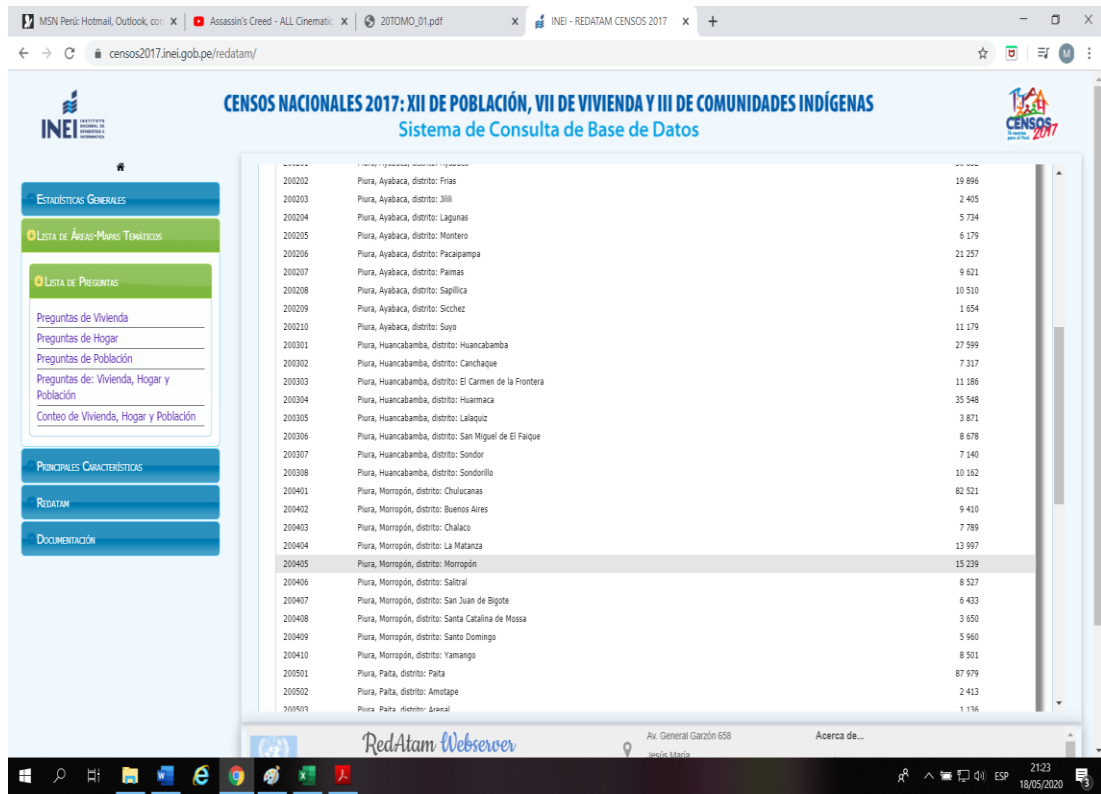 MSN Perú: Hotmail, Outlook, con
Assassin's Creed - ALL Cinematic
20TOMO_01.pdf
INEI - REDATAM CENSOS 2017
censos2017.inei.gob.pe/redatam/
M
INEI INSTITUTO NACIONAL DE ESTADÍSTICA E INFORMÁTICA
CENSOS NACIONALES 2017: XII DE POBLACIÓN, VII DE VIVIENDA Y III DE COMUNIDADES INDÍGENAS
Sistema de Consulta de Base de Datos
CENSOS 2017
ESTADÍSTICAS GENERALES
LISTA DE ÁREAS-MAPAS TEMÁTICOS
LISTA DE PREGUNTAS
Preguntas de Vivienda
Preguntas de Hogar
Preguntas de Población
Preguntas de: Vivienda, Hogar y
Población
Conteo de Vivienda, Hogar y Población
PRINCIPALES CARACTERÍSTICAS
REDATAM
DOCUMENTACIÓN
200202 Piura, Ayabaca, distrito: Frias 19 896
200203 Piura, Ayabaca, distrito: Jilili 2 405
200204 Piura, Ayabaca, distrito: Lagunas 5 734
200205 Piura, Ayabaca, distrito: Montero 6 179
200206 Piura, Ayabaca, distrito: Pacaipampa 21 257
200207 Piura, Ayabaca, distrito: Paimas 9 621
200208 Piura, Ayabaca, distrito: Sapillica 10 510
200209 Piura, Ayabaca, distrito: Sicchez 1 654
200210 Piura, Ayabaca, distrito: Suyo 11 179
200301 Piura, Huancabamba, distrito: Huancabamba 27 599
200302 Piura, Huancabamba, distrito: Canchaque 7 317
200303 Piura, Huancabamba, distrito: El Carmen de la Frontera 11 186
200304 Piura, Huancabamba, distrito: Huarmaca 35 548
200305 Piura, Huancabamba, distrito: Lalaquiz 3 871
200306 Piura, Huancabamba, distrito: San Miguel de El Faique 8 678
200307 Piura, Huancabamba, distrito: Sondor 7 140
200308 Piura, Huancabamba, distrito: Sondorillo 10 162
200401 Piura, Morropón, distrito: Chulucanas 82 521
200402 Piura, Morropón, distrito: Buenos Aires 9 410
200403 Piura, Morropón, distrito: Chalaco 7 789
200404 Piura, Morropón, distrito: La Matanza 13 997
200405 Piura, Morropón, distrito: Morropón 15 239
200406 Piura, Morropón, distrito: Salitral 8 527
200407 Piura, Morropón, distrito: San Juan de Bigote 6 433
200408 Piura, Morropón, distrito: Santa Catalina de Mossa 3 650
200409 Piura, Morropón, distrito: Santo Domingo 5 960
200410 Piura, Morropón, distrito: Yamango 8 501
200501 Piura, Paita, distrito: Paita 87 979
200502 Piura, Paita, distrito: Amotape 2 413
200503 Piura, Paita, distrito: Arenal 1 136
RedAtam Webserver
Av. General Garzón 658
Jesús María
Acerca de...
ESP
21:23
18/05/2020
3